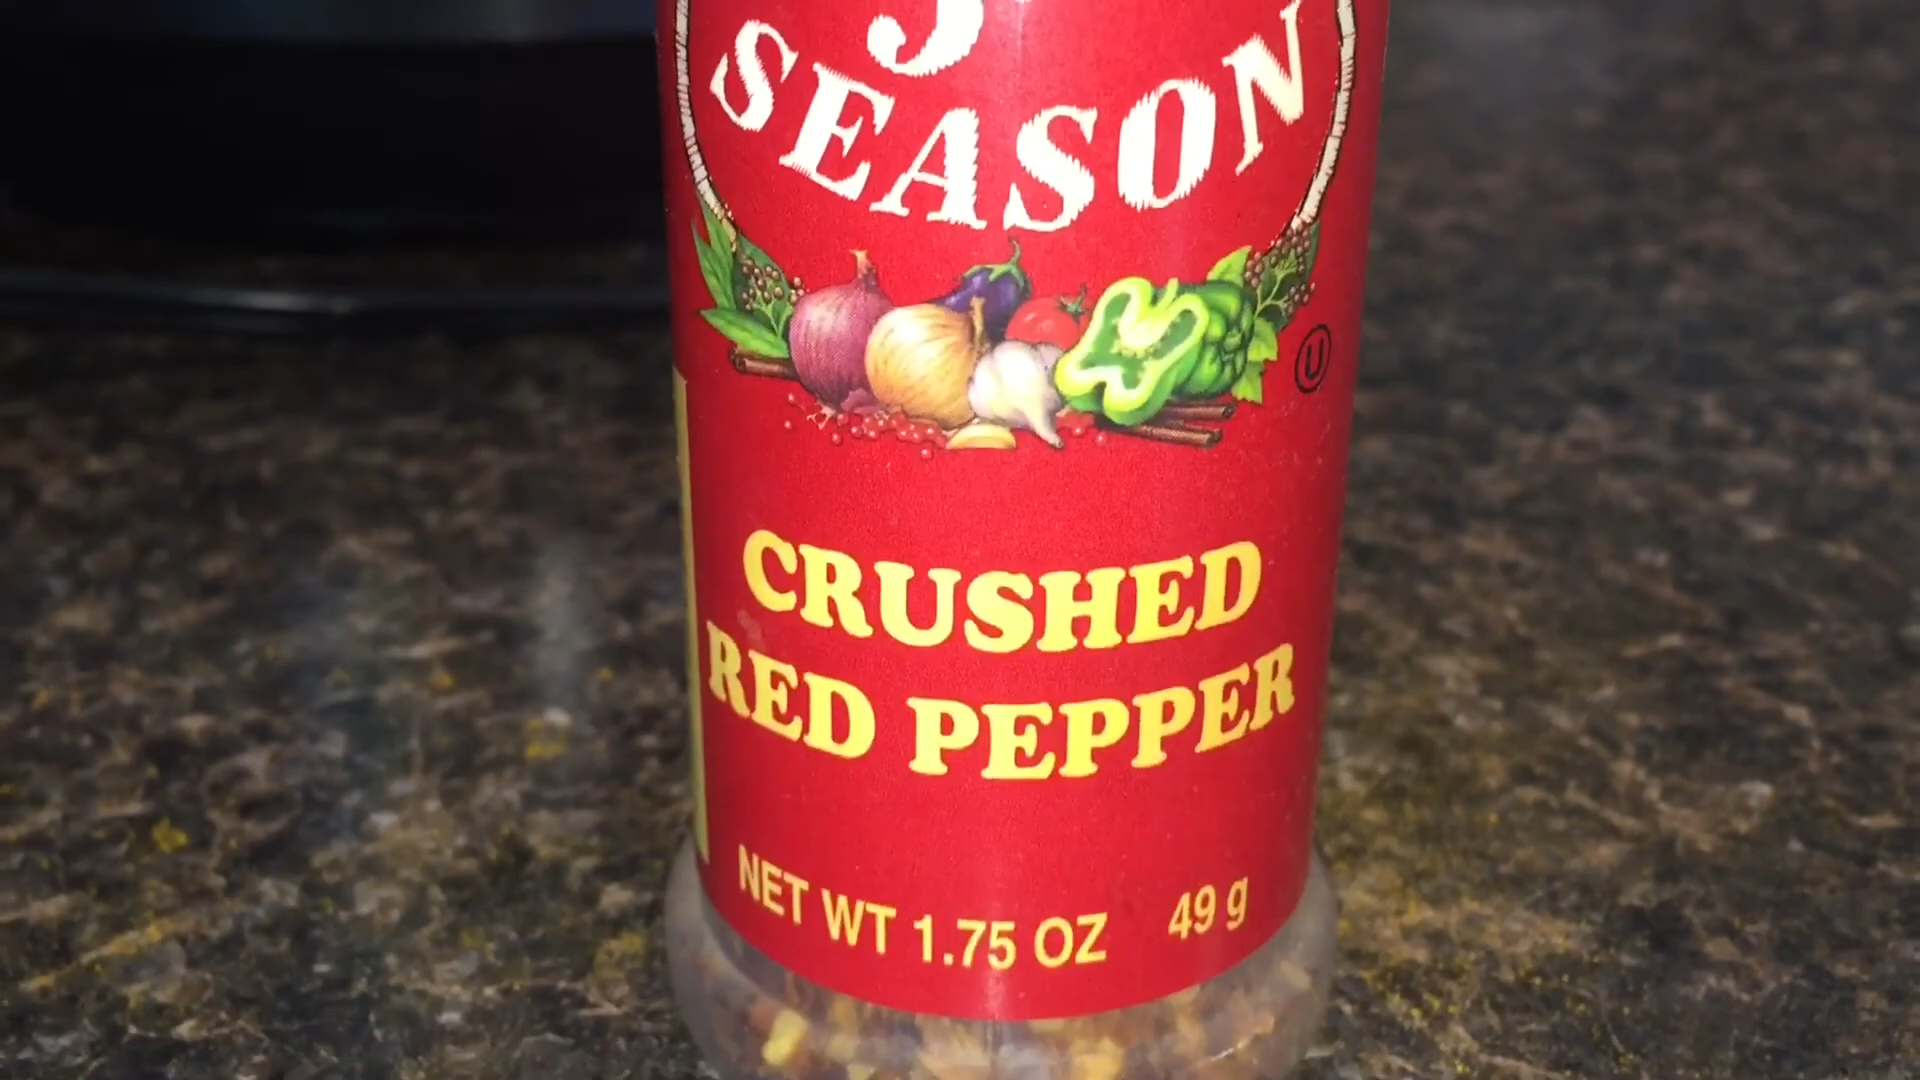 SEASON
U
CRUSHED
RED PEPPER
NET WT 1.75 OZ 49 g